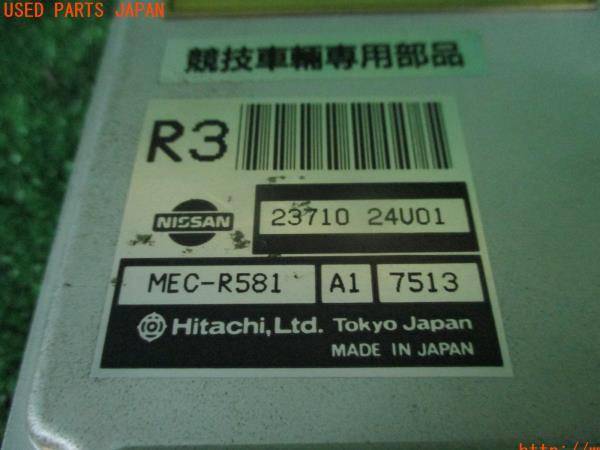 USED PARTS JAPAN
競技車輛専用部品
R3
NISSAN
23710 24U01
MEC-R581 A1 7513
Hitachi, Ltd. Tokyo Japan
MADE IN JAPAN